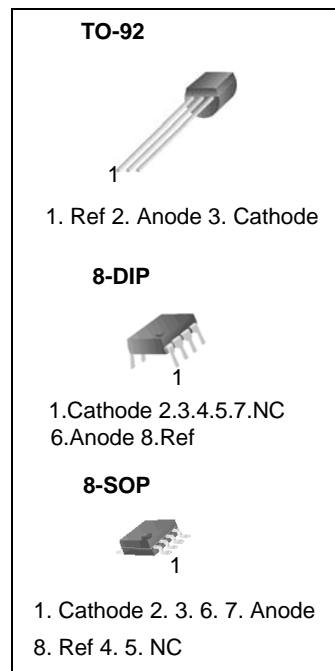 TO-92
1
1. Ref 2. Anode 3. Cathode
8-DIP
1
1.Cathode 2.3.4.5.7.NC
6.Anode 8.Ref
8-SOP
1
1. Cathode 2. 3. 6. 7. Anode
8. Ref 4. 5. NC